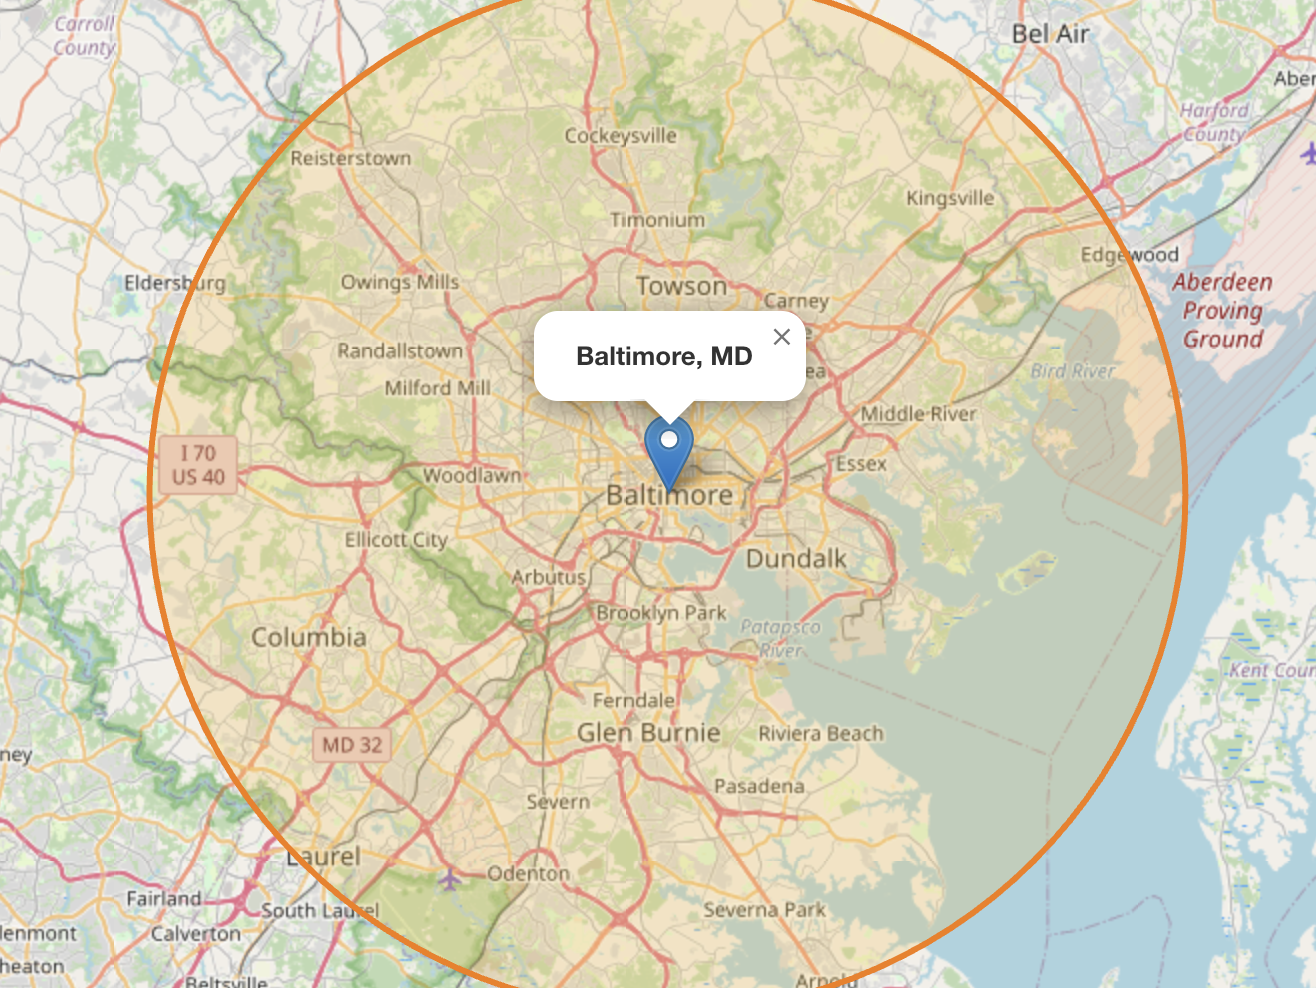 Carroll
County
Bel Air
Aber
Harford
County
Cockeysville
Reisterstown
Kingsville
Timonium
Edgewood
Eldersburg
Owings Mills
Towson
Aberdeen
Proving
Ground
Carney
Randallstown
Baltimore, MD
ea
Bird River
Milford Mill
Middle River
I 70
US 40
Woodlawn
Essex
Baltimore
Ellicott City
Dundalk
Arbutus
Brooklyn Park
Columbia
Patapsco
River
Kent Coun
Ferndale
Glen Burnie
Riviera Beach
MD 32
ney
Pasadena
Severn
Laurel
Odenton
Fairland
South Laurel
Severna Park
lenmont
Calverton
heaton
Beltsville
Arnold